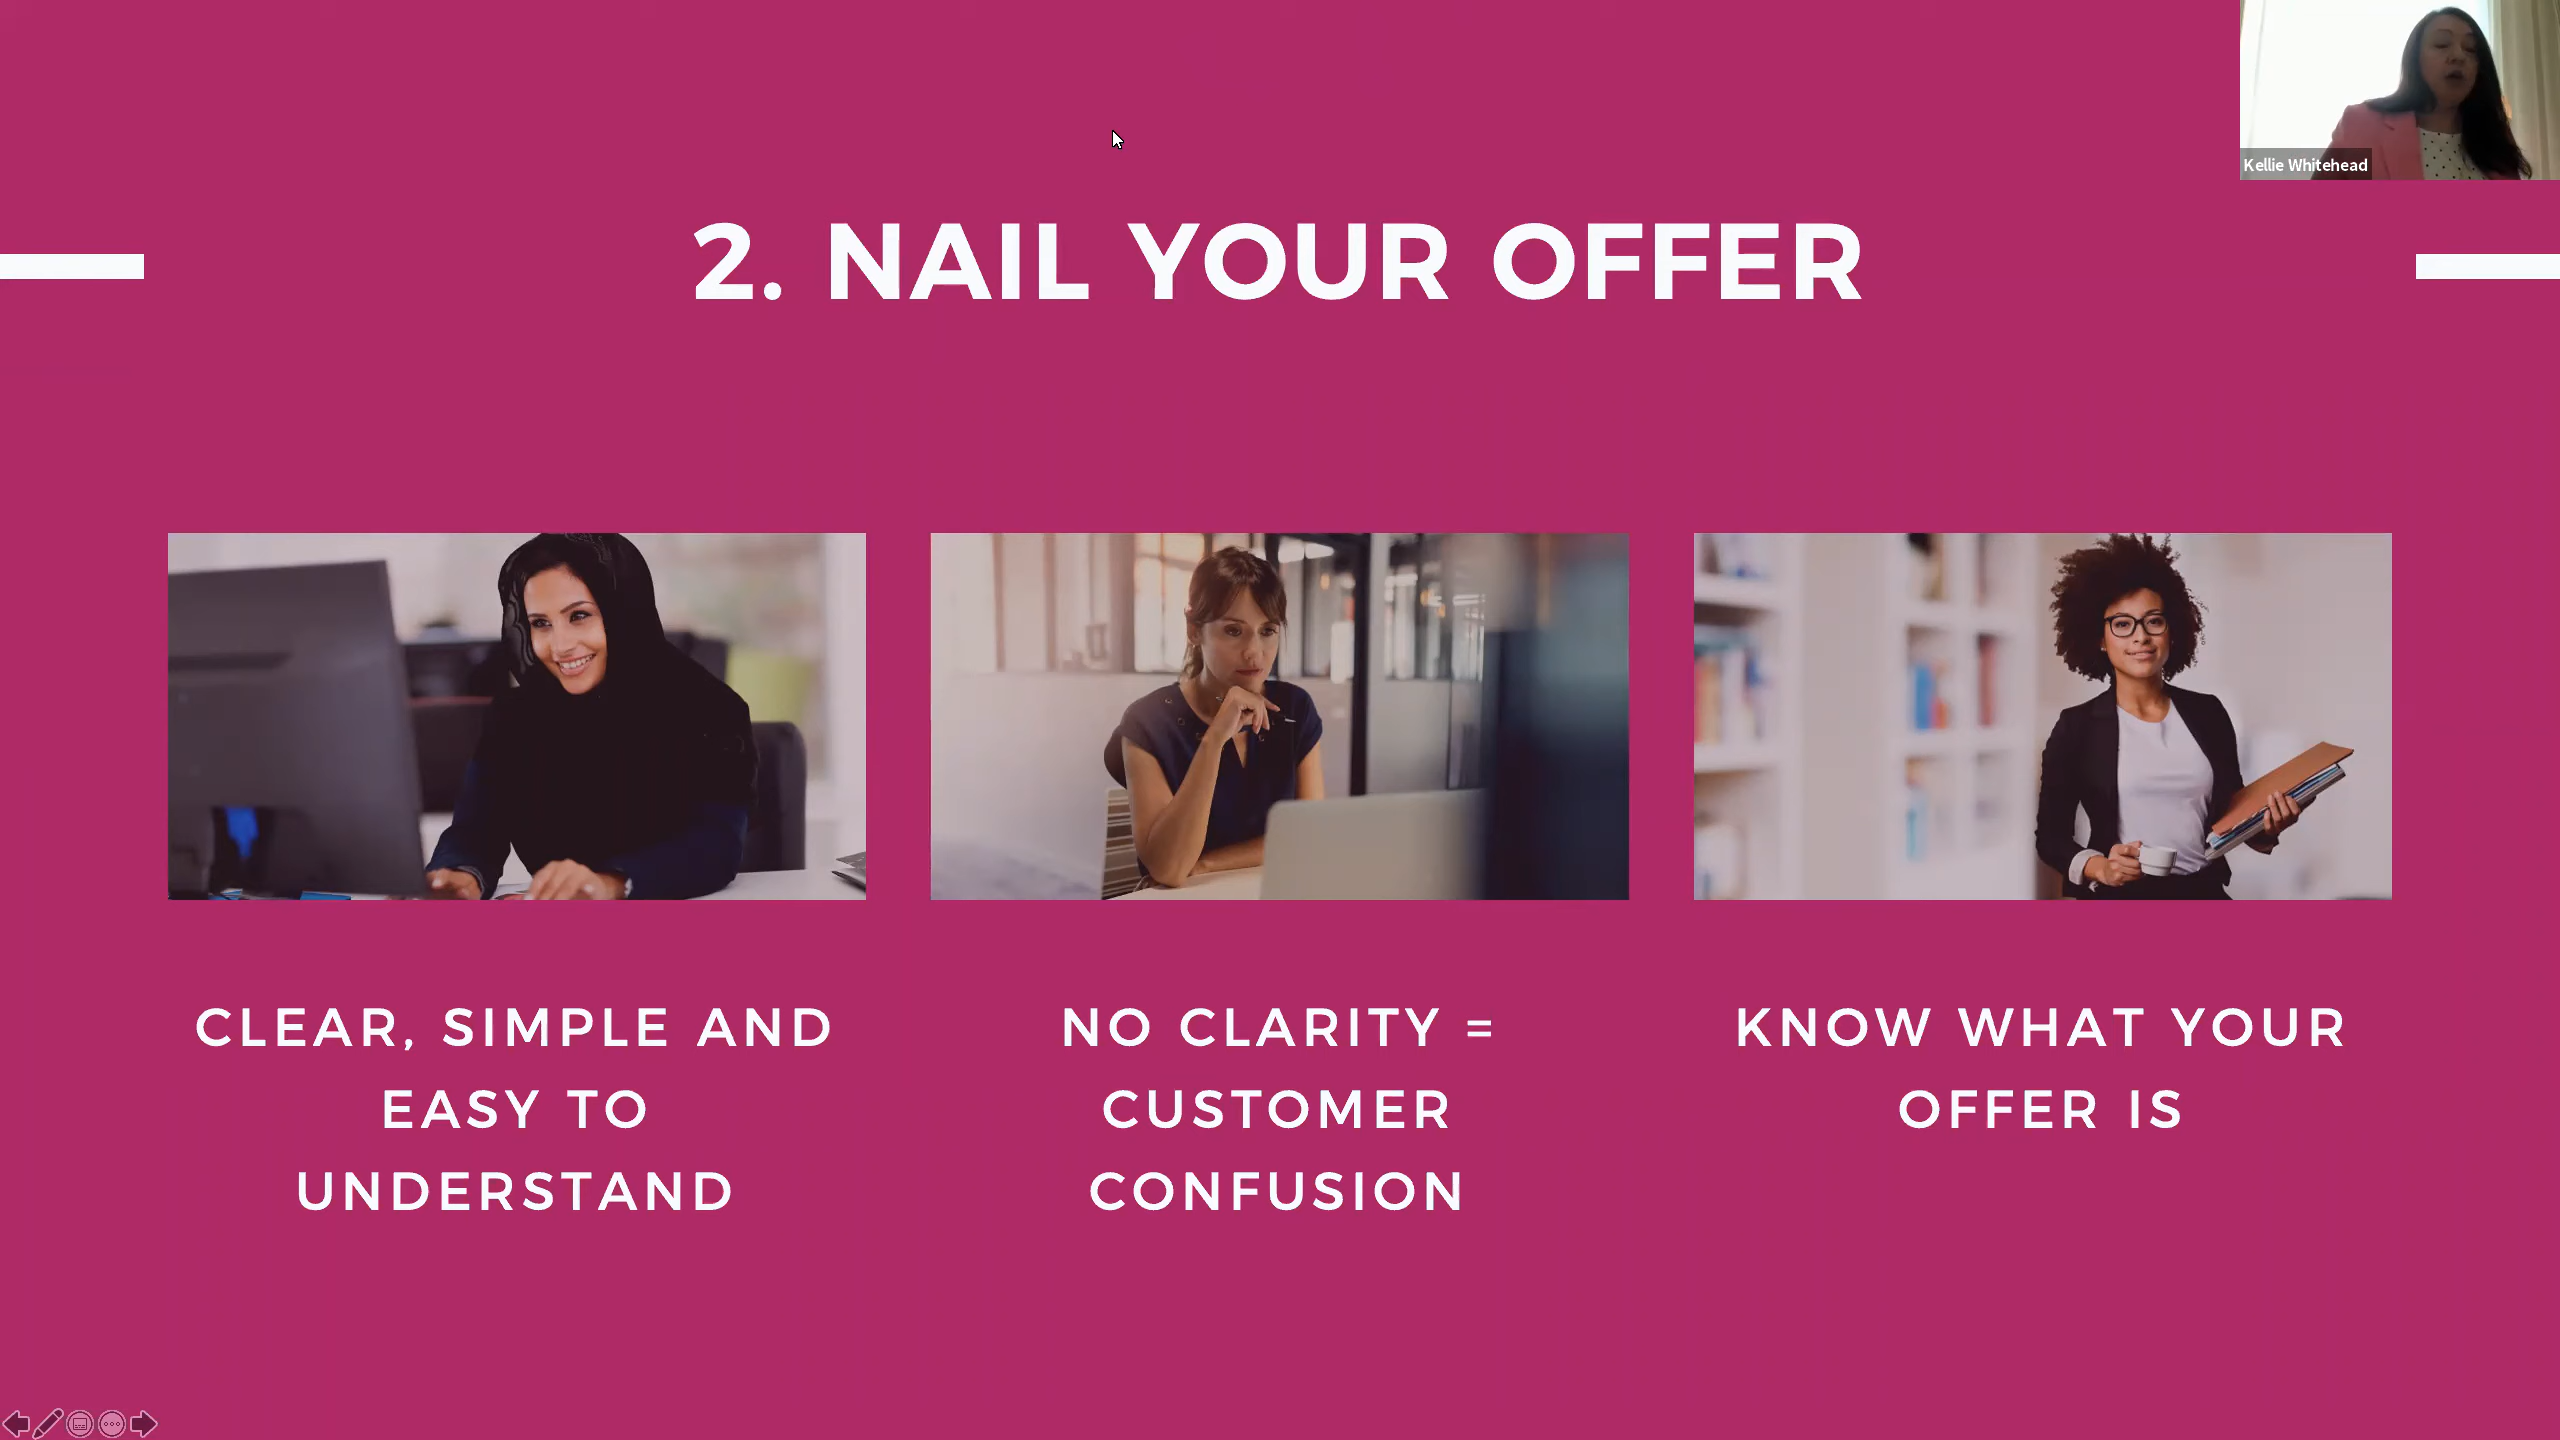 Kellie Whitehead
2. NAIL YOUR OFFER
CLEAR, SIMPLE AND
EASY TO
UNDERSTAND
NO CLARITY =
CUSTOMER
CONFUSION
KNOW WHAT YOUR
OFFER IS